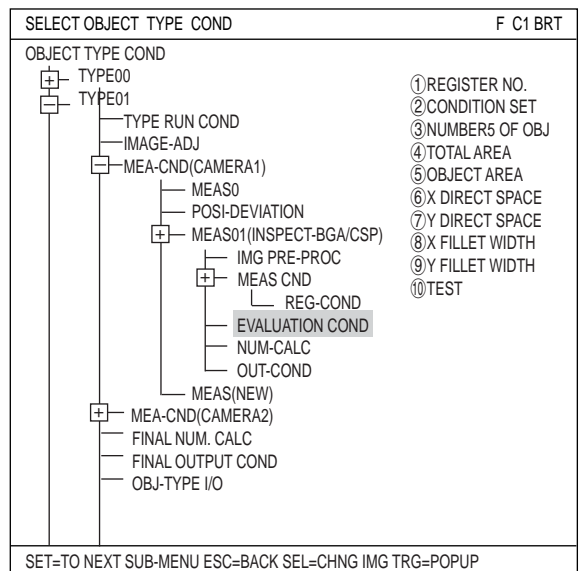 SELECT OBJECT TYPE COND F C1 BRT
OBJECT TYPE COND
TYPE00
TYPE01
TYPE RUN COND
IMAGE-ADJ
MEA-CND(CAMERA1)
MEAS0
POSI-DEVIATION
MEAS01(INSPECT-BGA/CSP)
IMG PRE-PROC
MEAS CND
REG-COND
EVALUATION COND
NUM-CALC
OUT-COND
MEAS(NEW)
MEA-CND(CAMERA2)
FINAL NUM. CALC
FINAL OUTPUT COND
OBJ-TYPE I/O
①REGISTER NO.
②CONDITION SET
③NUMBER5 OF OBJ
④TOTAL AREA
⑤OBJECT AREA
⑥X DIRECT SPACE
⑦Y DIRECT SPACE
⑧X FILLET WIDTH
⑨Y FILLET WIDTH
⑩TEST
SET=TO NEXT SUB-MENU ESC=BACK SEL=CHNG IMG TRG=POPUP